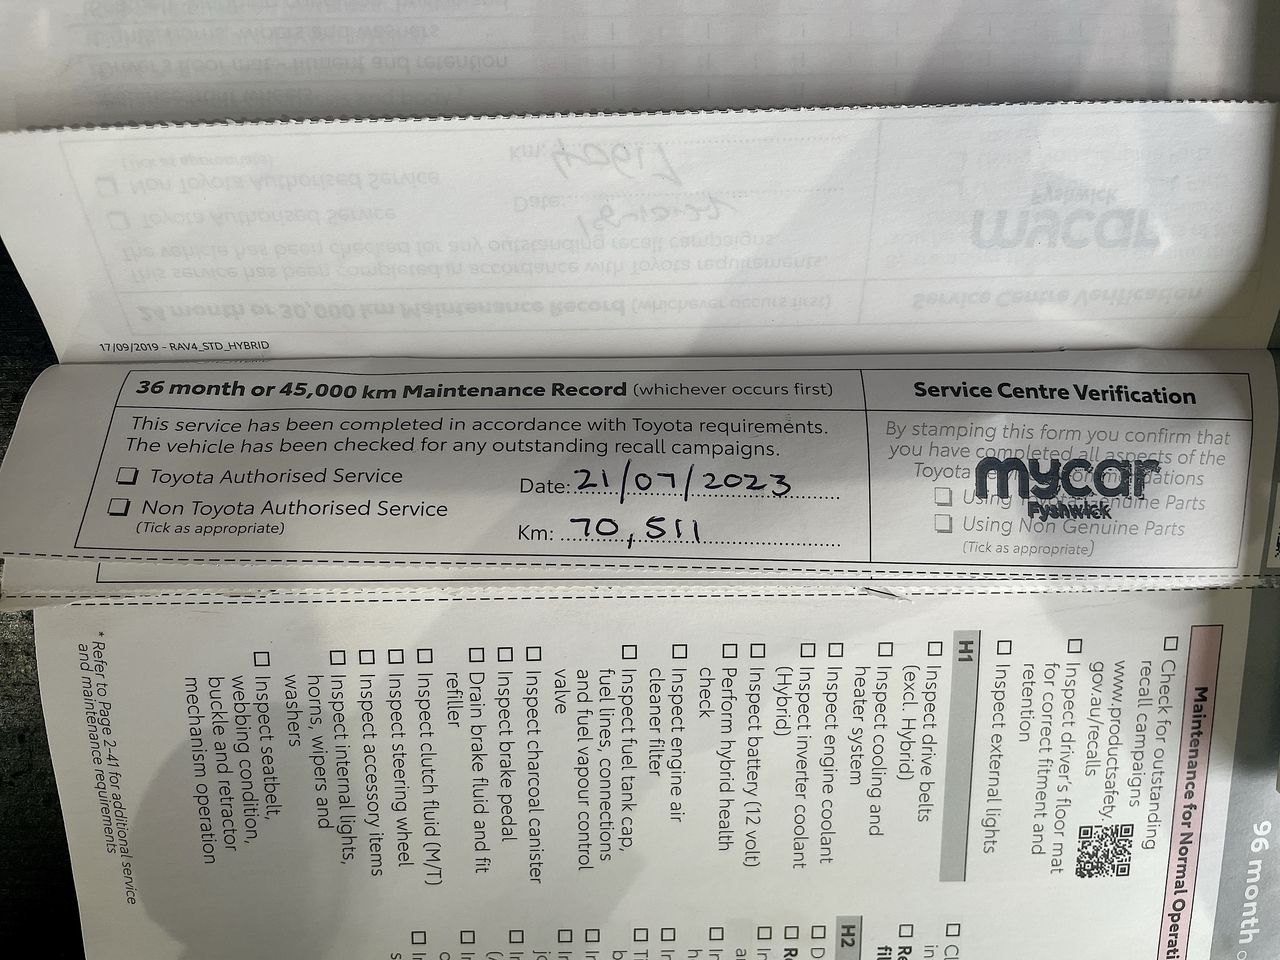 17/09/2019 - RAV4_STD_HYBRID
36 month or 45,000 km Maintenance Record (whichever occurs first)
This service has been completed in accordance with Toyota requirements.
The vehicle has been checked for any outstanding recall campaigns.
Toyota Authorised Service
Non Toyota Authorised Service
(Tick as appropriate)
Date: 21/07/2023
Km: 70,511
Service Centre Verification
By stamping this form you confirm that
you have completed all aspects of the
Toyota
mycar
Fyshwick
Using Genuine Parts
Using Non Genuine Parts
(Tick as appropriate)
96 month
Maintenance for Normal Operati
Check for outstanding
recall campaigns
www.productsafety.
gov.au/recalls
Inspect driver's floor mat
for correct fitment and
retention
Inspect external lights
H1
Inspect drive belts
(excl. Hybrid)
Inspect cooling and
heater system
Inspect engine coolant
Inspect inverter coolant
(Hybrid)
Inspect battery (12 volt)
Perform hybrid health
check
Inspect engine air
cleaner filter
Inspect fuel tank cap,
fuel lines, connections
and fuel vapour control
valve
Inspect charcoal canister
Inspect brake pedal
Drain brake fluid and fit
refiller
Inspect clutch fluid (M/T)
Inspect steering wheel
Inspect accessory items
Inspect internal lights,
horns, wipers and
washers
Inspect seatbelt,
webbing condition,
buckle and retractor
mechanism operation
* Refer to Page 2-41 for additional service
and maintenance requirements
H2